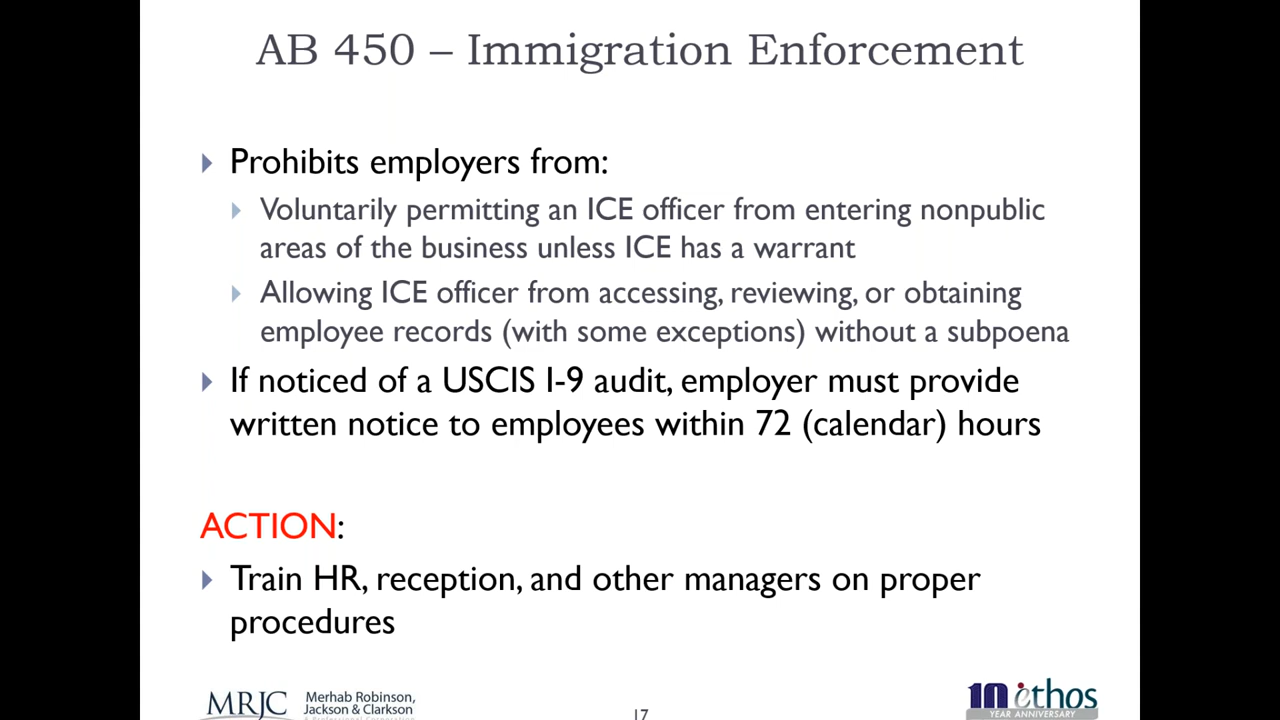 AB 450 – Immigration Enforcement
Prohibits employers from:
Voluntarily permitting an ICE officer from entering nonpublic
areas of the business unless ICE has a warrant
Allowing ICE officer from accessing, reviewing, or obtaining
employee records (with some exceptions) without a subpoena
If noticed of a USCIS I-9 audit, employer must provide
written notice to employees within 72 (calendar) hours
ACTION:
Train HR, reception, and other managers on proper
procedures
MRJC
Merhab Robinson,
Jackson & Clarkson
A Professional Corporation
17
10 ethos
YEAR ANNIVERSARY